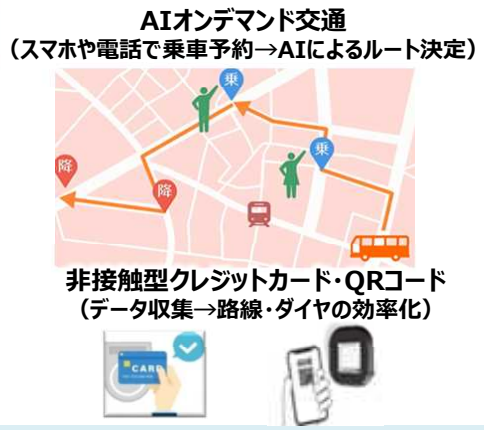 AIオンデマンド交通
（スマホや電話で乗車予約→AIによるルート決定）
乗
乗
降
降
非接触型クレジットカード・QRコード
（データ収集→路線・ダイヤの効率化）
CARD